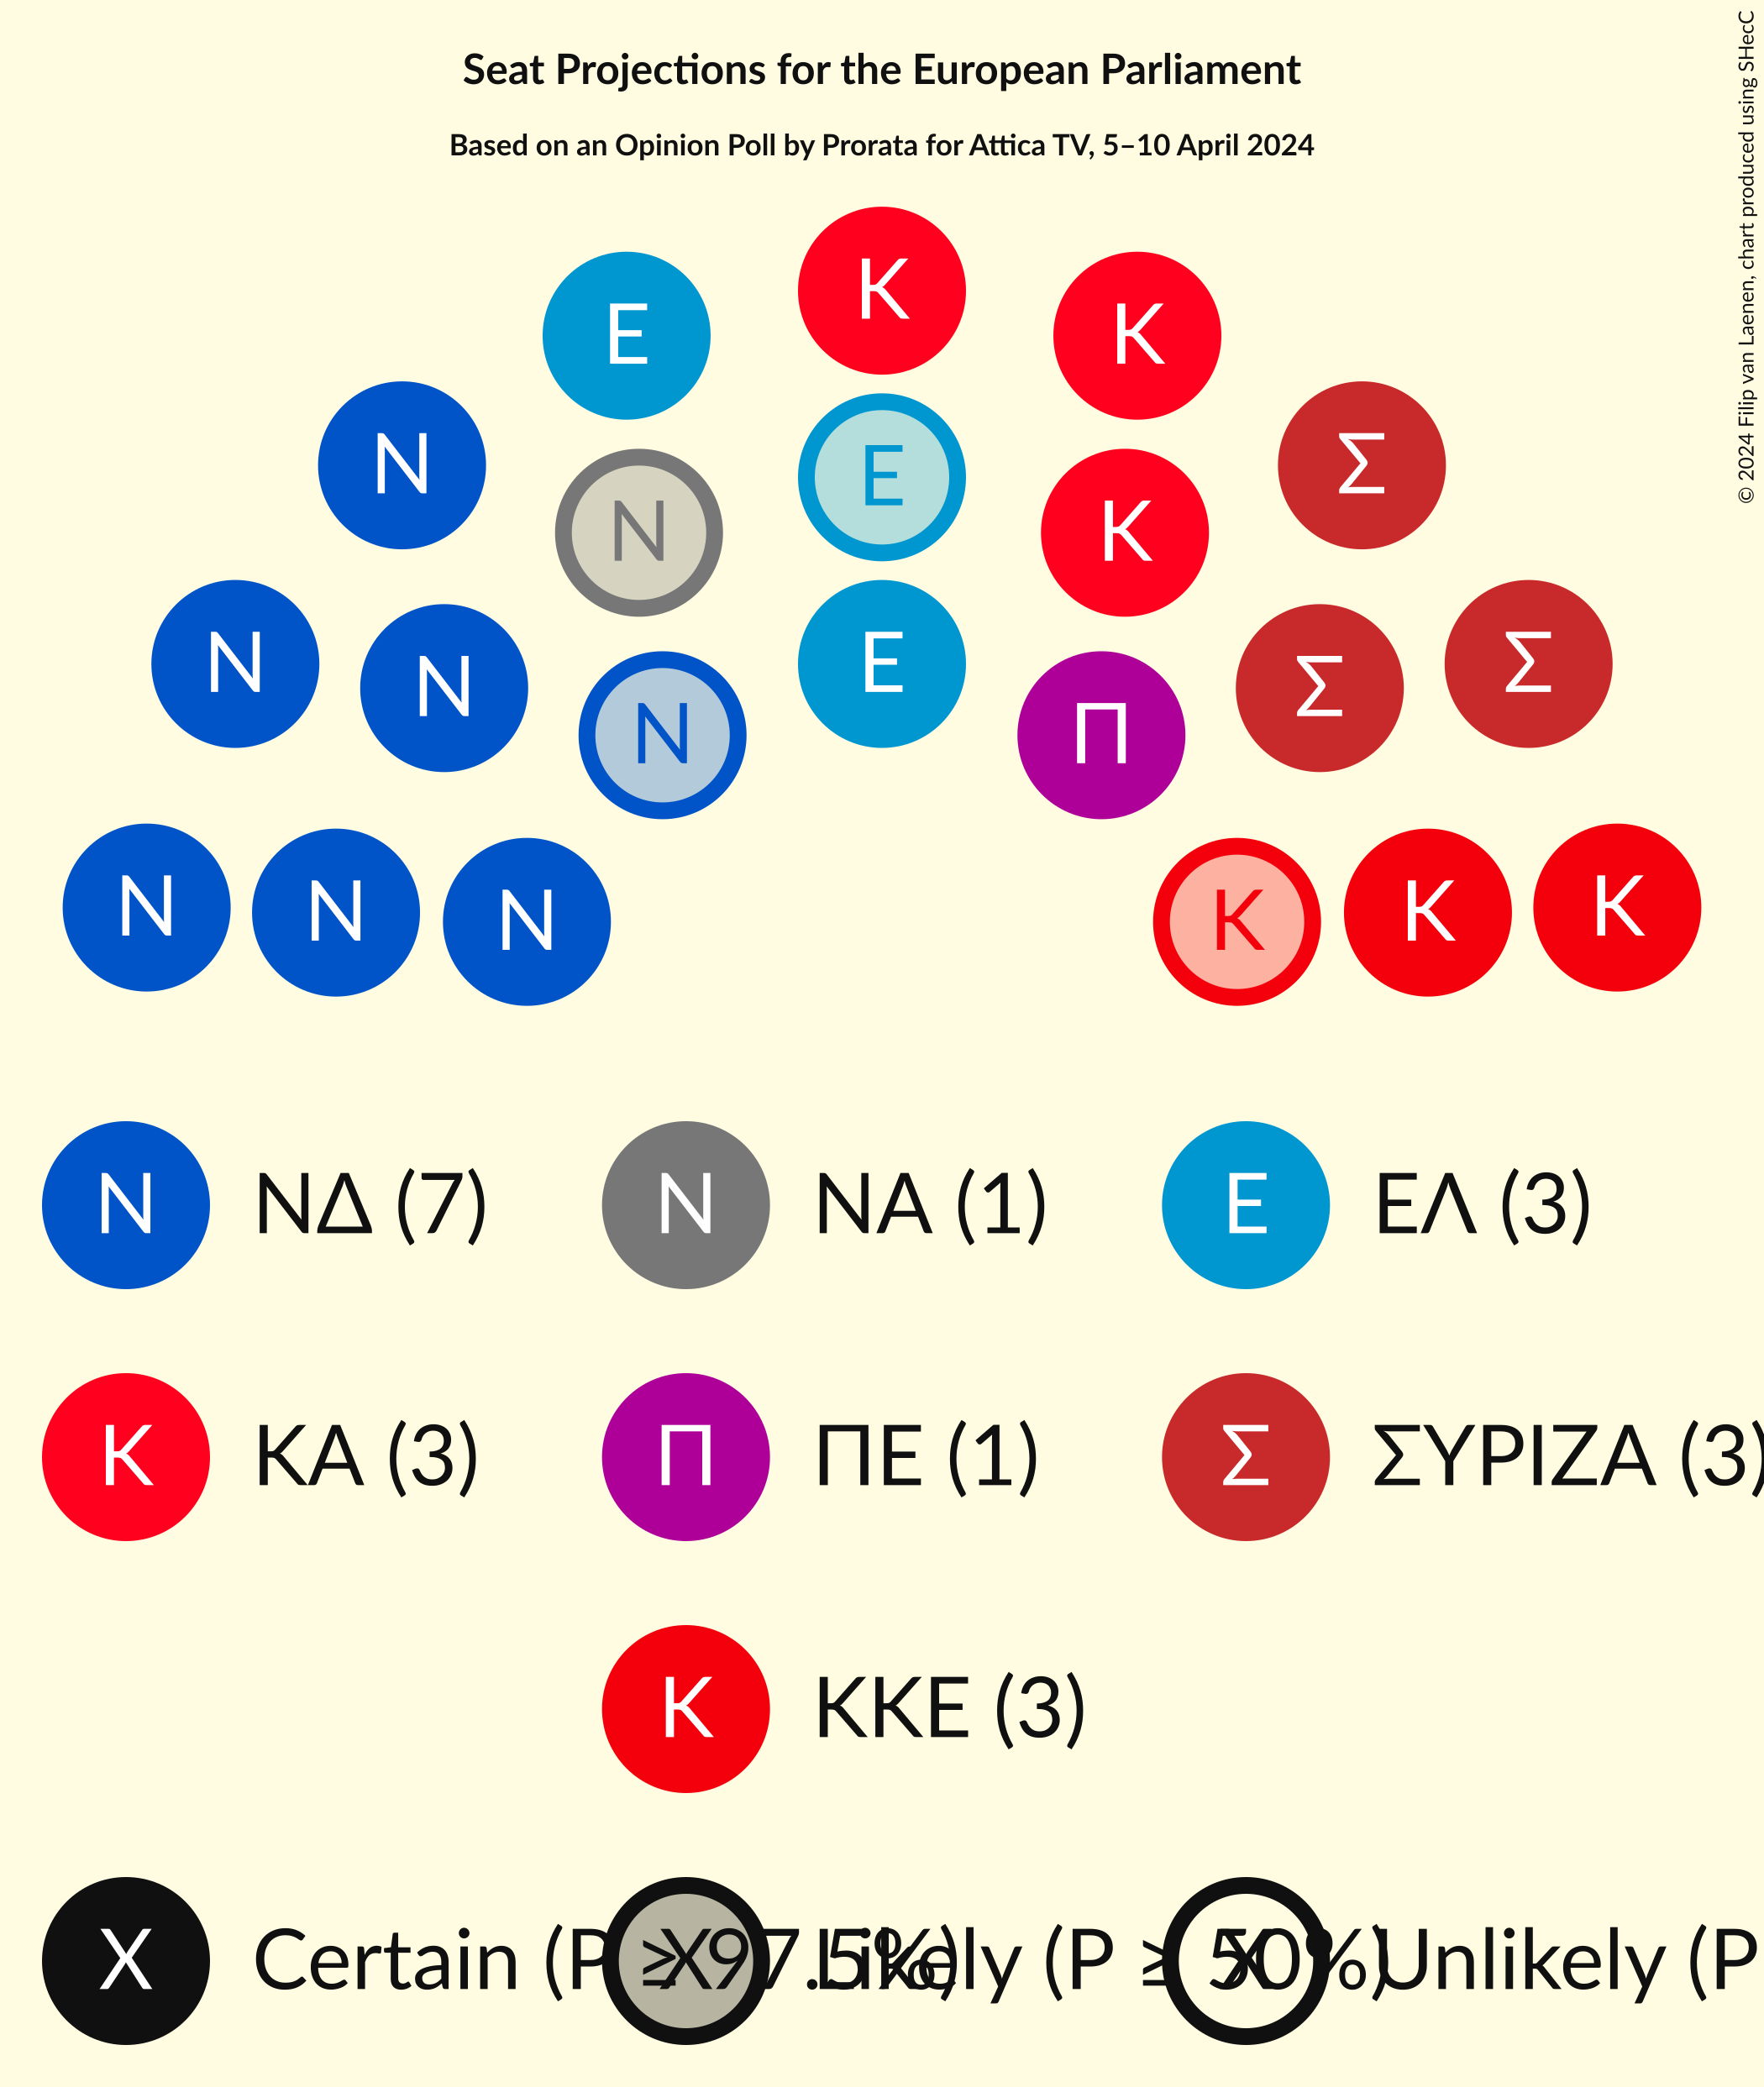 Seat Projections for the European Parliament
Based on an Opinion Poll by Prorata for Attica TV, 5–10 April 2024
© 2024 Filip van Laenen, chart produced using SHecC
Κ
Ε Κ
Ν Ε Σ
Ν Κ
Ν Ν Ε Σ Σ
Ν Π
Ν Ν Ν Κ Κ Κ
Ν ΝΔ (7) Ν ΝΑ (1) Ε ΕΛ (3)
Κ ΚΑ (3) Π ΠΕ (1) Σ ΣΥΡΙΖΑ (3)
Κ ΚΚΕ (3)
X Certain (P ≥ 97.5%) X Likely (P ≥ 50%) X Unlikely (P